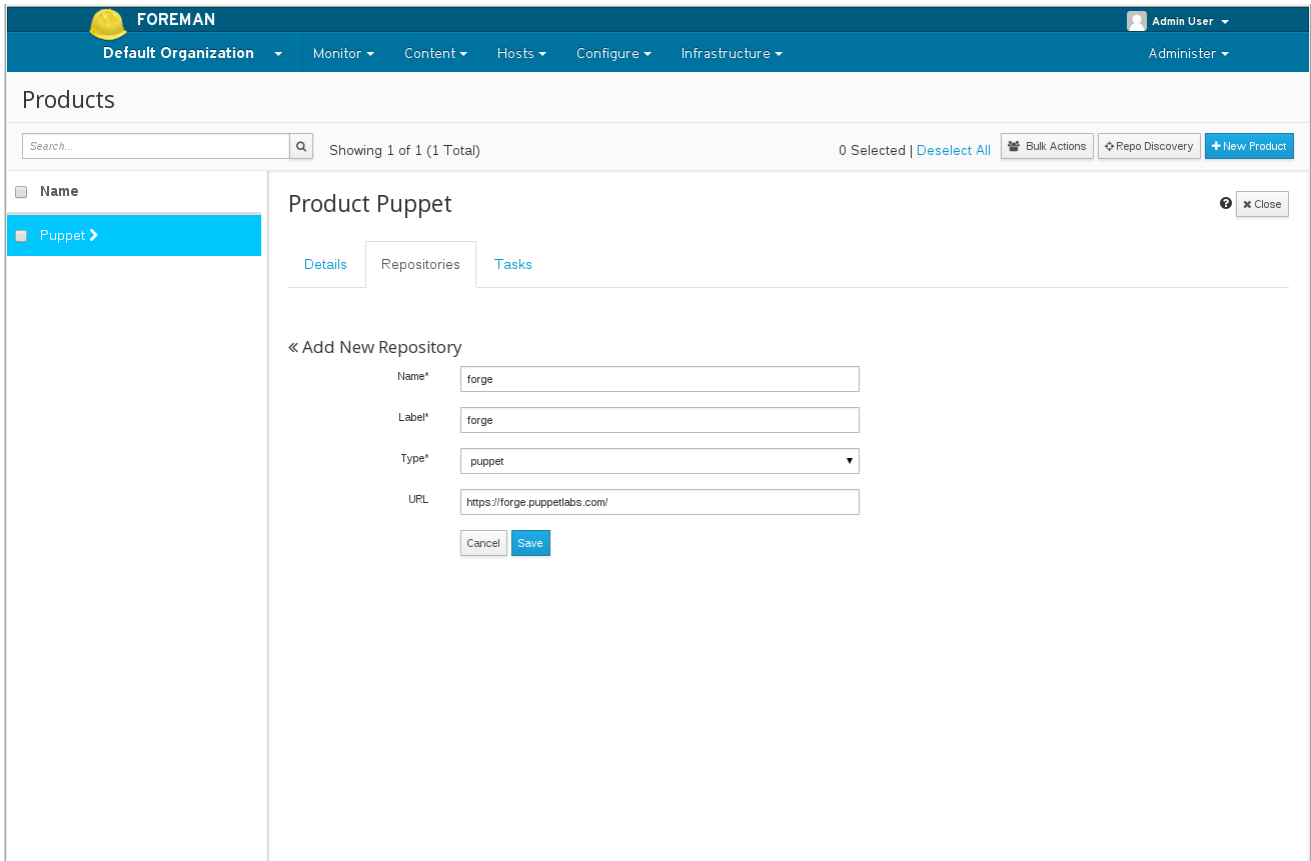 FOREMAN
Admin User
Default Organization Monitor Content Hosts Configure Infrastructure Administer
Products
Search... Showing 1 of 1 (1 Total) 0 Selected | Deselect All Bulk Actions Repo Discovery New Product
Name
Puppet
Product Puppet
Close
Details Repositories Tasks
« Add New Repository
Name* forge
Label* forge
Type* puppet
URL https://forge.puppetlabs.com/
Cancel Save